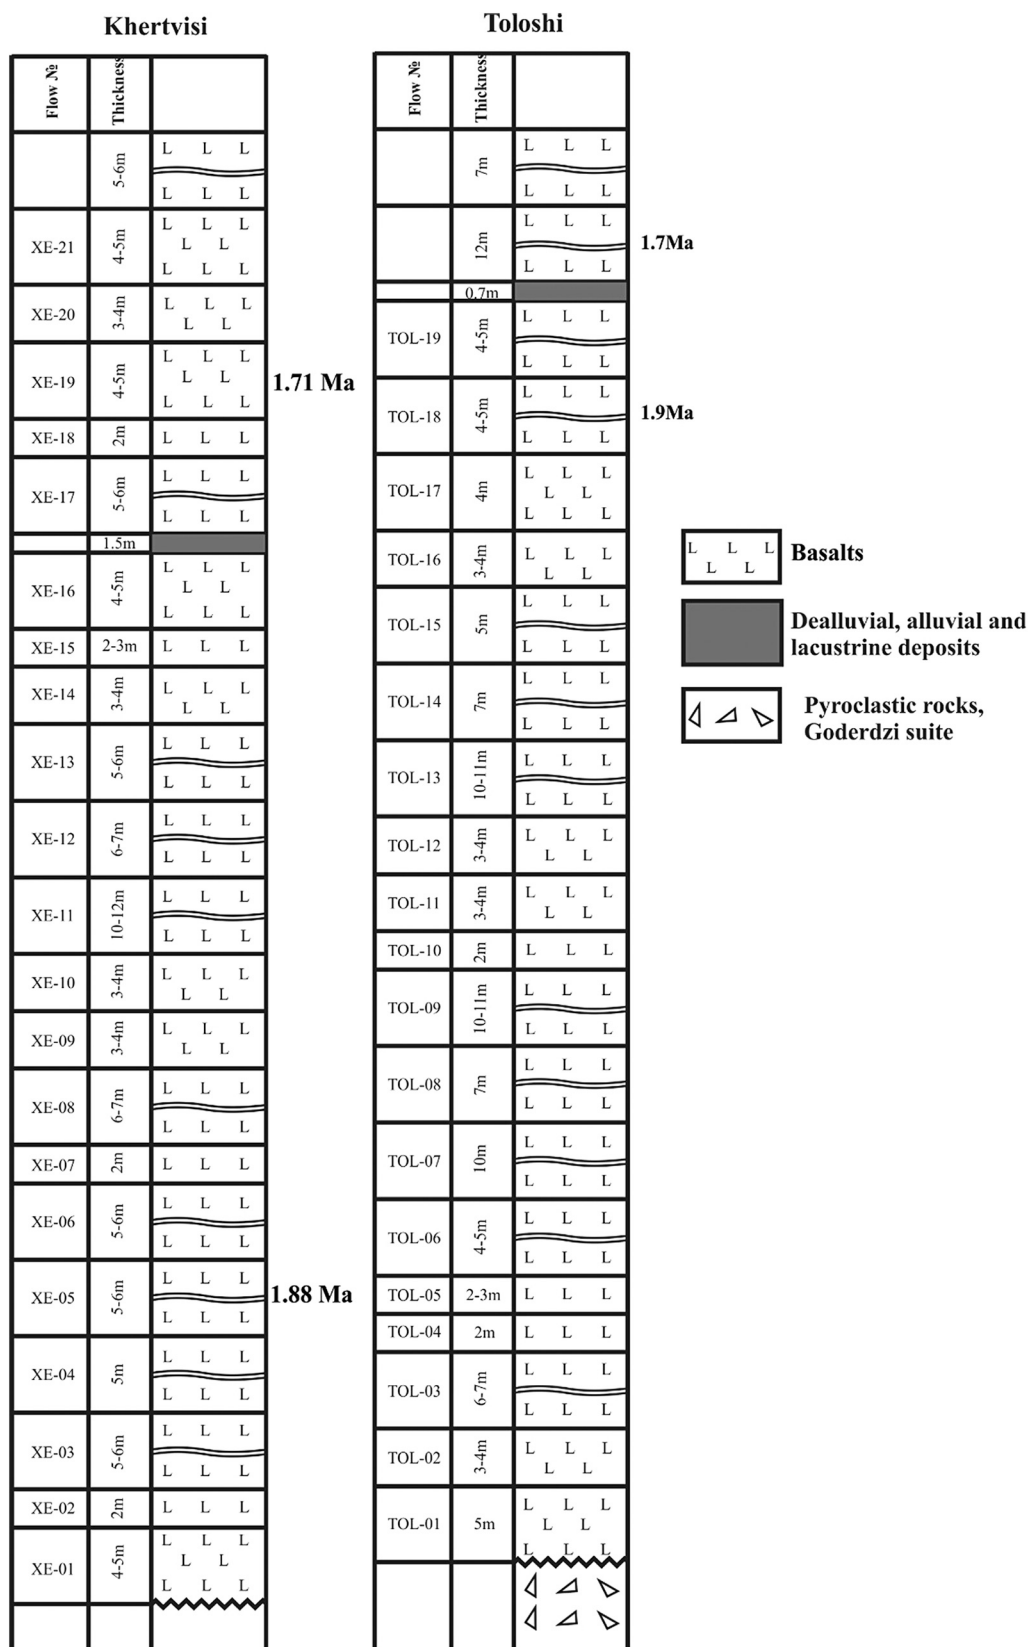 Khertvisi
Flow № Thickness
5-6m
L L L
L L L
XE-21 4-5m
L L L
L L
L L L
XE-20 3-4m
L L L
L L
XE-19 4-5m 1.71 Ma
L L L
L L
L L L
XE-18 2m L L L
XE-17 5-6m
L L L
L L L
1.5m
XE-16 4-5m
L L L
L L
L L L
XE-15 2-3m L L L
XE-14 3-4m
L L L
L L
XE-13 5-6m
L L L
L L L
XE-12 6-7m
L L L
L L L
XE-11 10-12m
L L L
L L L
XE-10 3-4m
L L L
L L
XE-09 3-4m
L L L
L L
XE-08 6-7m
L L L
L L L
XE-07 2m L L L
XE-06 5-6m
L L L
L L L
XE-05 5-6m 1.88 Ma
L L L
L L L
XE-04 5m
L L L
L L L
XE-03 5-6m
L L L
L L L
XE-02 2m L L L
XE-01 4-5m
L L L
L L
L L L
Toloshi
Flow № Thickness
7m
L L L
L L L
12m 1.7Ma
L L L
L L L
0.7m
TOL-19 4-5m
L L L
L L L
TOL-18 4-5m 1.9Ma
L L L
L L L
TOL-17 4m
L L L
L L
L L L
TOL-16 3-4m
L L L
L L
TOL-15 5m
L L L
L L L
TOL-14 7m
L L L
L L L
TOL-13 10-11m
L L L
L L L
TOL-12 3-4m
L L L
L L
TOL-11 3-4m
L L L
L L
TOL-10 2m L L L
TOL-09 10-11m
L L L
L L L
TOL-08 7m
L L L
L L L
TOL-07 10m
L L L
L L L
TOL-06 4-5m
L L L
L L L
TOL-05 2-3m L L L
TOL-04 2m L L L
TOL-03 6-7m
L L L
L L L
TOL-02 3-4m
L L L
L L
TOL-01 5m
L L L
L L
L L L
L L L
L L
Basalts
Dealluvial, alluvial and
lacustrine deposits
Pyroclastic rocks,
Goderdzi suite